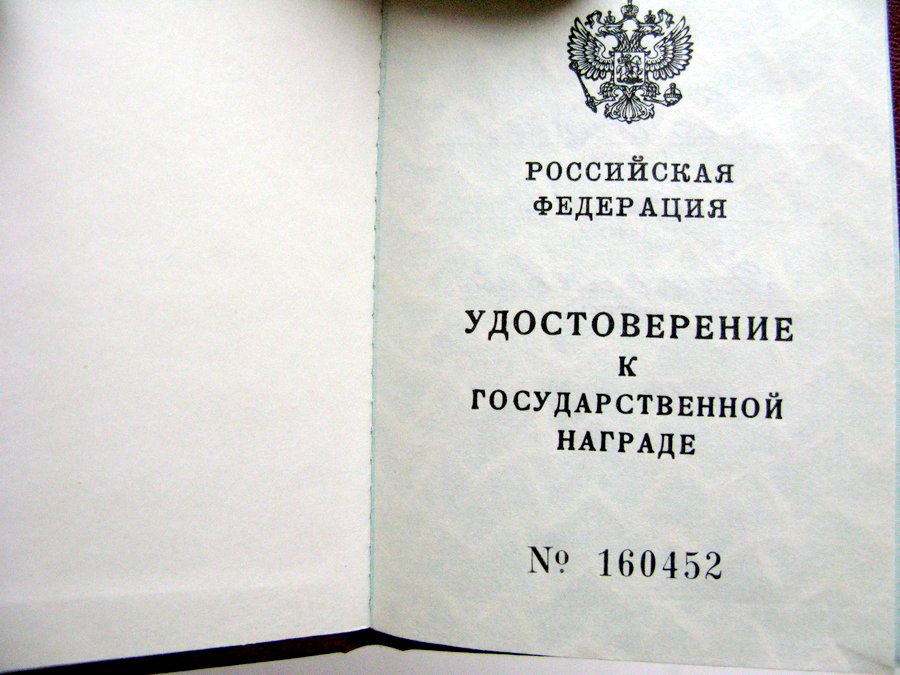 РОССИЙСКАЯ
ФЕДЕРАЦИЯ
УДОСТОВЕРЕНИЕ
К
ГОСУДАРСТВЕННОЙ
НАГРАДЕ
№ 160452